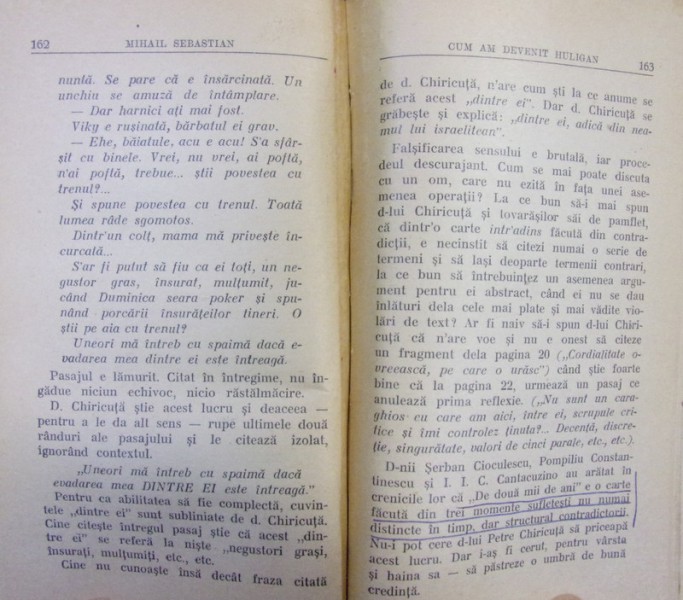 162 MIHAIL SEBASTIAN
nuntă. Se pare că e însărcinată. Un
unchiu se amuză de întâmplare.
— Dar harnici ați mai fost.
Viky e rușinată, bărbatul ei grav.
— Ehe, băiatule, acu e acu! S'a sfâr-
șit cu binele. Vrei, nu vrei, ai poftă,
n'ai poftă, trebue... știi povestea cu
trenul?...
Și spune povestea cu trenul. Toată
lumea râde sgomotos.
Dintr'un colț, mama mă privește în-
curcată...
S'ar fi putut să fiu ca ei toți, un ne-
gustor gras, însurat, mulțumit, ju-
când Duminica seara poker și spu-
nând porcării însurăților tineri. O
știi pe aia cu trenul?
Uneori mă întreb cu spaimă dacă e-
vadarea mea dintre ei este întreagă.
Pasajul e lămurit. Citat în întregime, nu în-
gădue niciun echivoc, nicio răstălmăcire.
D. Chiricuță știe acest lucru și deaceea —
pentru a le da alt sens — rupe ultimele două
rânduri ale pasajului și le citează izolat,
ignorând contextul.
„Uneori mă întreb cu spaimă dacă
evadarea mea DINTRE EI este întreagă."
Pentru ca abilitatea să fie complectă, cuvin-
tele „dintre ei" sunt subliniate de d. Chiricuță.
Cine citește întregul pasaj știe că acest „din-
tre ei" se referă la niște „negustori grași,
însurați, mulțumiți, etc., etc.
Cine nu cunoaște însă decât fraza citată
CUM AM DEVENIT HULIGAN 163
de d. Chiricuță, n'are cum ști la ce anume se
referă acest „dintre ei". Dar d. Chiricuță se
grăbește și explică: „dintre ei, adică din nea-
mul lui israelitean".
Falșificarea sensului e brutală, iar proce-
deul descurajant. Cum se mai poate discuta
cu un om, care nu ezită în fața unei ase-
menea operații? La ce bun să-i mai spun
d-lui Chiricuță și tovarășilor săi de pamflet,
că dintr'o carte într'adins făcută din contra-
dicții, e necinstit să citezi numai o serie de
termeni și să lași deoparte termenii contrari,
la ce bun să întrebuințez un asemenea argu-
ment pentru ei abstract, când ei nu se dau
înlături dela cele mai plate și mai vădite vio-
lări de text? Ar fi naiv să-i spun d-lui Chiri-
cuță că n'are voe și nu e onest să citeze
un fragment dela pagina 20 („Cordialitate o-
vreească, pe care o urăsc") când știe foarte
bine că la pagina 22, urmează un pasaj ce
anulează prima reflexie. („Nu sunt un cara-
ghios cu care am aici, între ei, scrupule cri-
tice și îmi controlez ținuta?... Decență, discre-
ție, singurătate, valori de cinci parale, etc., etc.).
D-nii Șerban Cioculescu, Pompiliu Constan-
tinescu și I. I. C. Cantacuzino au arătat în
crenicile lor că „De două mii de ani" e o carte
făcută din trei momente sufletești nu numai
distincte în timp, dar structural contradictorii.
Nu-i pot cere d-lui Petre Chiricuță să priceapă
acest lucru. Dar i-aș fi cerut, pentru vârsta
și haina sa — să păstreze o umbră de bună
credință.